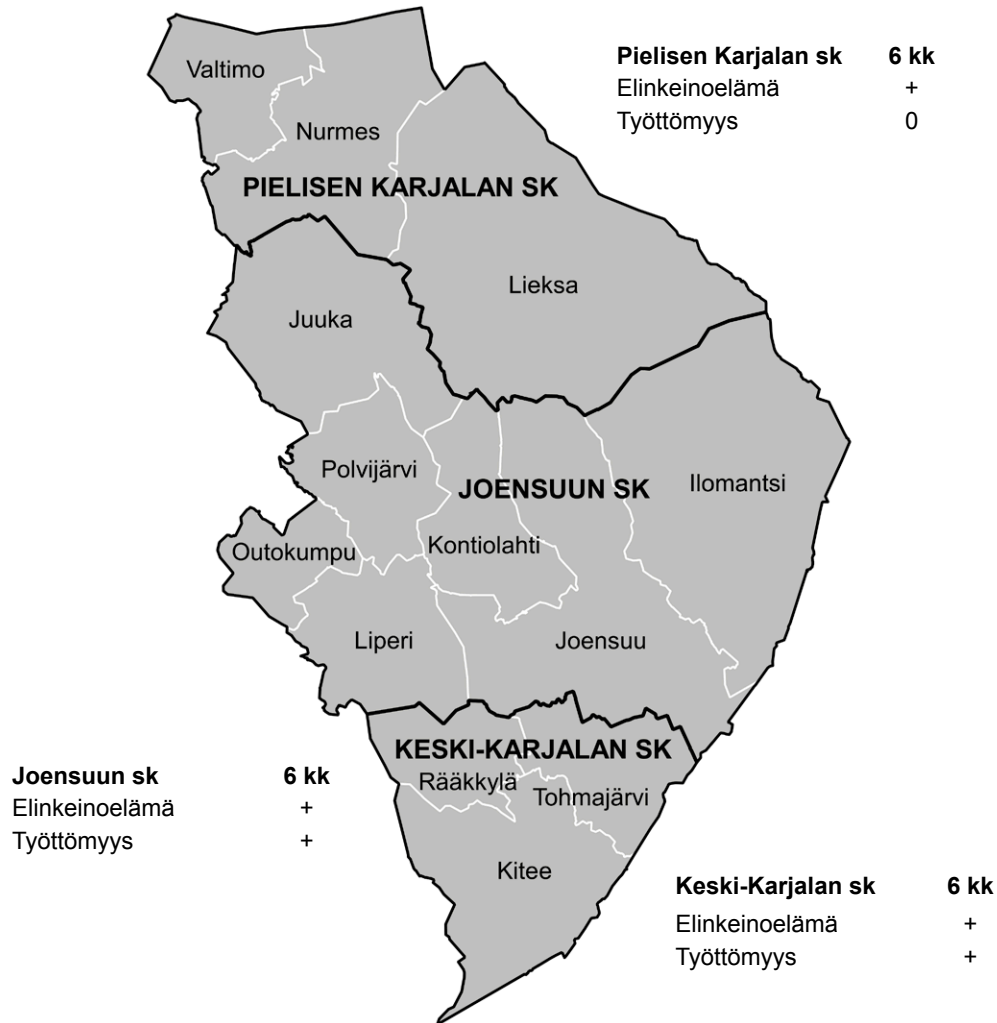 Pielisen Karjalan sk 6 kk
Elinkeinoelämä +
Työttömyys 0
Valtimo
Nurmes
PIELISEN KARJALAN SK
Lieksa
Juuka
Polvijärvi
JOENSUUN SK
Ilomantsi
Outokumpu
Kontiolahti
Liperi
Joensuu
KESKI-KARJALAN SK
Rääkkylä
Tohmajärvi
Kitee
Joensuun sk 6 kk
Elinkeinoelämä +
Työttömyys +
Keski-Karjalan sk 6 kk
Elinkeinoelämä +
Työttömyys +